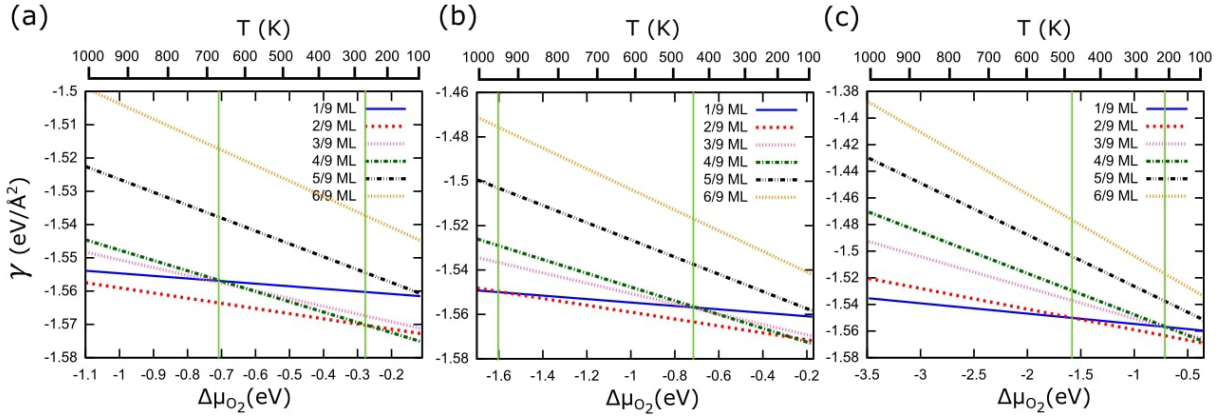 (a)
T (K)
1000 900 800 700 600 500 400 300 200 100
-1.5
-1.51
-1.52
-1.53
-1.54
-1.55
-1.56
-1.57
-1.58
γ (eV/Å²)
1/9 ML
2/9 ML
3/9 ML
4/9 ML
5/9 ML
6/9 ML
-1.1 -1 -0.9 -0.8 -0.7 -0.6 -0.5 -0.4 -0.3 -0.2
ΔμO₂(eV)
(b)
T (K)
1000 900 800 700 600 500 400 300 200 100
-1.46
-1.48
-1.5
-1.52
-1.54
-1.56
-1.58
1/9 ML
2/9 ML
3/9 ML
4/9 ML
5/9 ML
6/9 ML
-1.6 -1.4 -1.2 -1 -0.8 -0.6 -0.4 -0.2
ΔμO₂(eV)
(c)
T (K)
1000 900 800 700 600 500 400 300 200 100
-1.38
-1.4
-1.42
-1.44
-1.46
-1.48
-1.5
-1.52
-1.54
-1.56
-1.58
1/9 ML
2/9 ML
3/9 ML
4/9 ML
5/9 ML
6/9 ML
-3.5 -3 -2.5 -2 -1.5 -1 -0.5
ΔμO₂(eV)